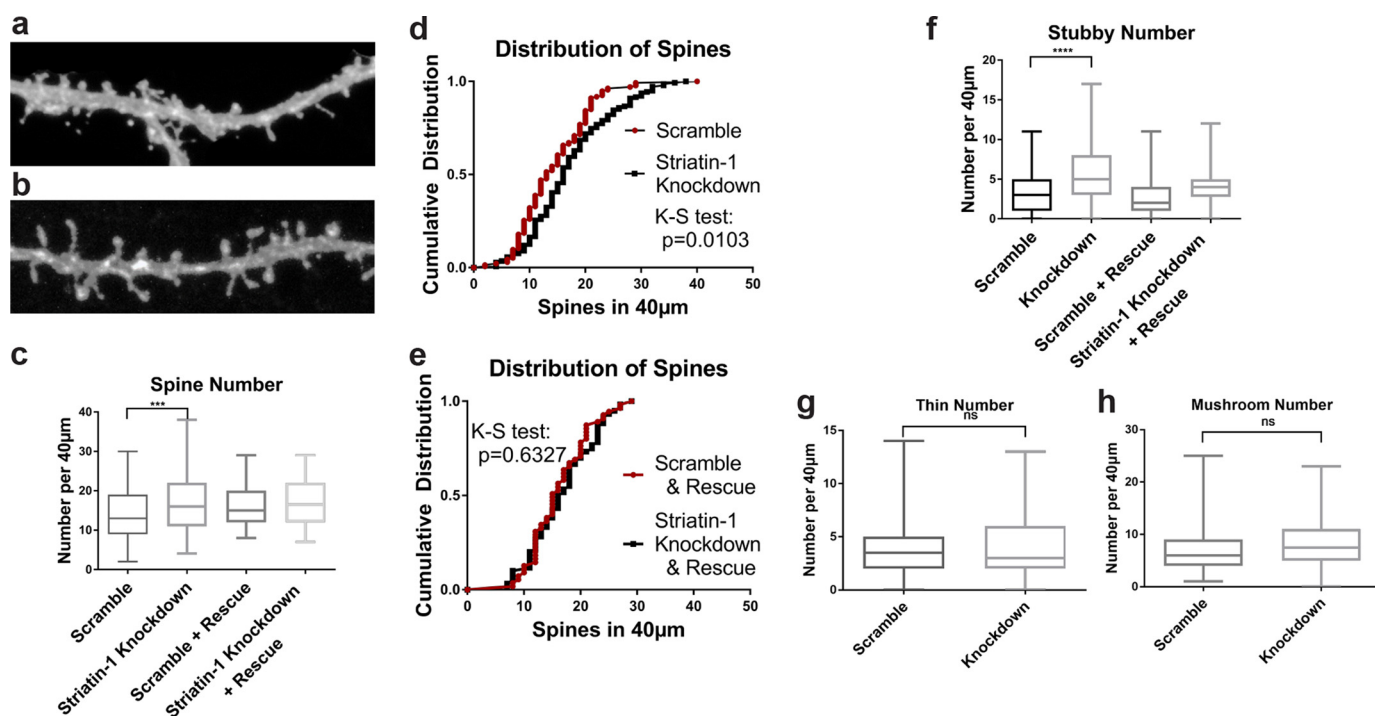 a
b
c
Spine Number
Number per 40µm
40
30
20
10
0
***
Scramble
Striatin-1 Knockdown
Scramble + Rescue
Striatin-1 Knockdown
+ Rescue
d
Distribution of Spines
Cumulative Distribution
1.0
0.5
0.0
Scramble
Striatin-1
Knockdown
K-S test:
p=0.0103
0 10 20 30 40 50
Spines in 40µm
e
Distribution of Spines
Cumulative Distribution
1.0
0.5
0.0
K-S test:
p=0.6327
Scramble
& Rescue
Striatin-1
Knockdown
& Rescue
0 10 20 30 40 50
Spines in 40µm
f
Stubby Number
Number per 40µm
20
15
10
5
0
****
Scramble
Knockdown
Scramble + Rescue
Striatin-1 Knockdown
+ Rescue
g
Thin Number
Number per 40µm
15
10
5
0
ns
Scramble
Knockdown
h
Mushroom Number
Number per 40µm
30
20
10
0
ns
Scramble
Knockdown